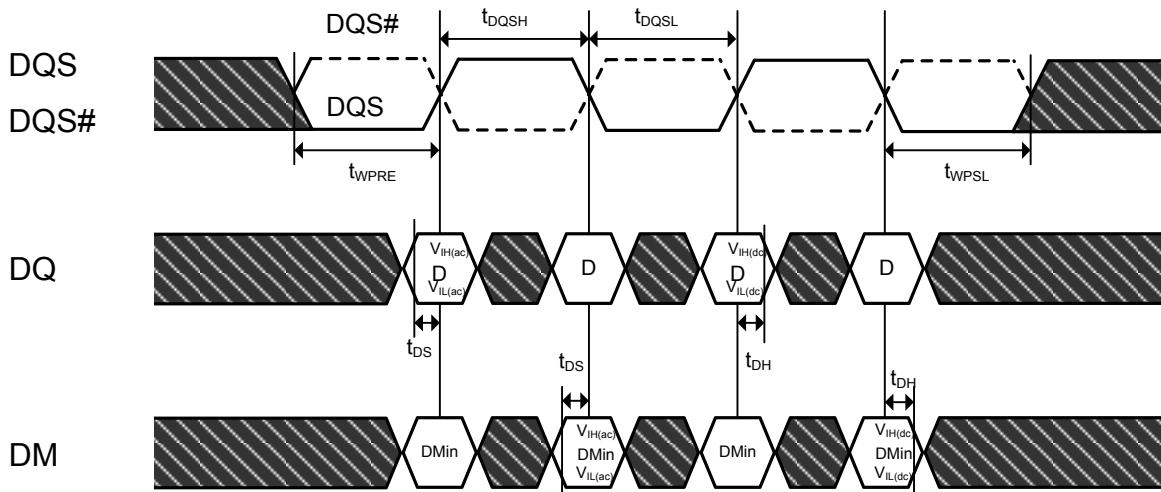 DQS#
tDQSH
tDQSL
DQS
DQS
DQS#
tWPRE
tWPSL
DQ
VIH(ac)
D
VIL(ac)
D
VIH(dc)
D
VIL(dc)
D
tDS
tDS
tDH
tDH
DM
DMin
VIH(ac)
DMin
VIL(ac)
DMin
VIH(dc)
DMin
VIL(dc)